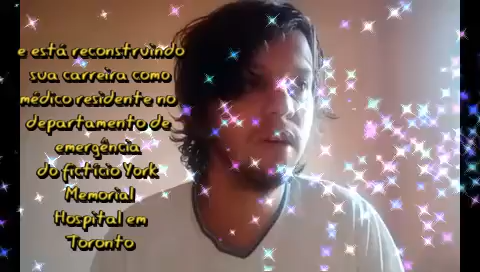 e está reconstruindo
sua carreira como
médico residente no
departamento de
emergência
do fictício York
Memorial
Hospital em
Toronto